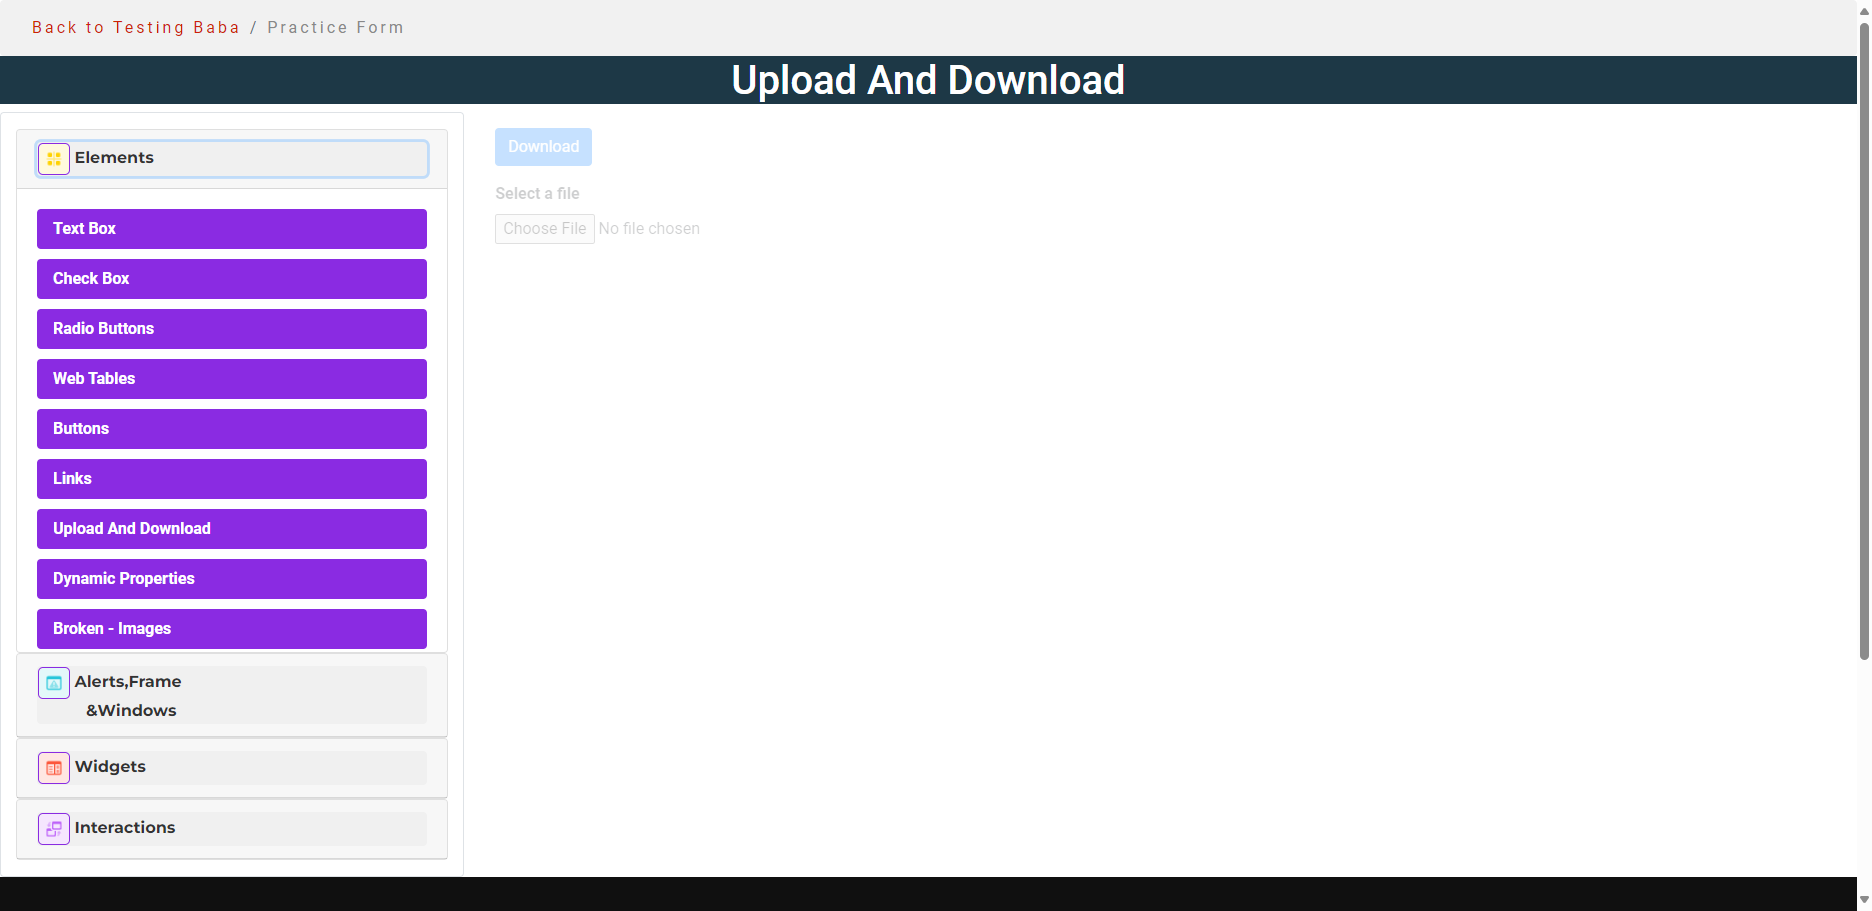 Back to Testing Baba / Practice Form
Upload And Download
Elements
Text Box
Check Box
Radio Buttons
Web Tables
Buttons
Links
Upload And Download
Dynamic Properties
Broken - Images
Alerts,Frame
&Windows
Widgets
Interactions
Download
Select a file
Choose File No file chosen